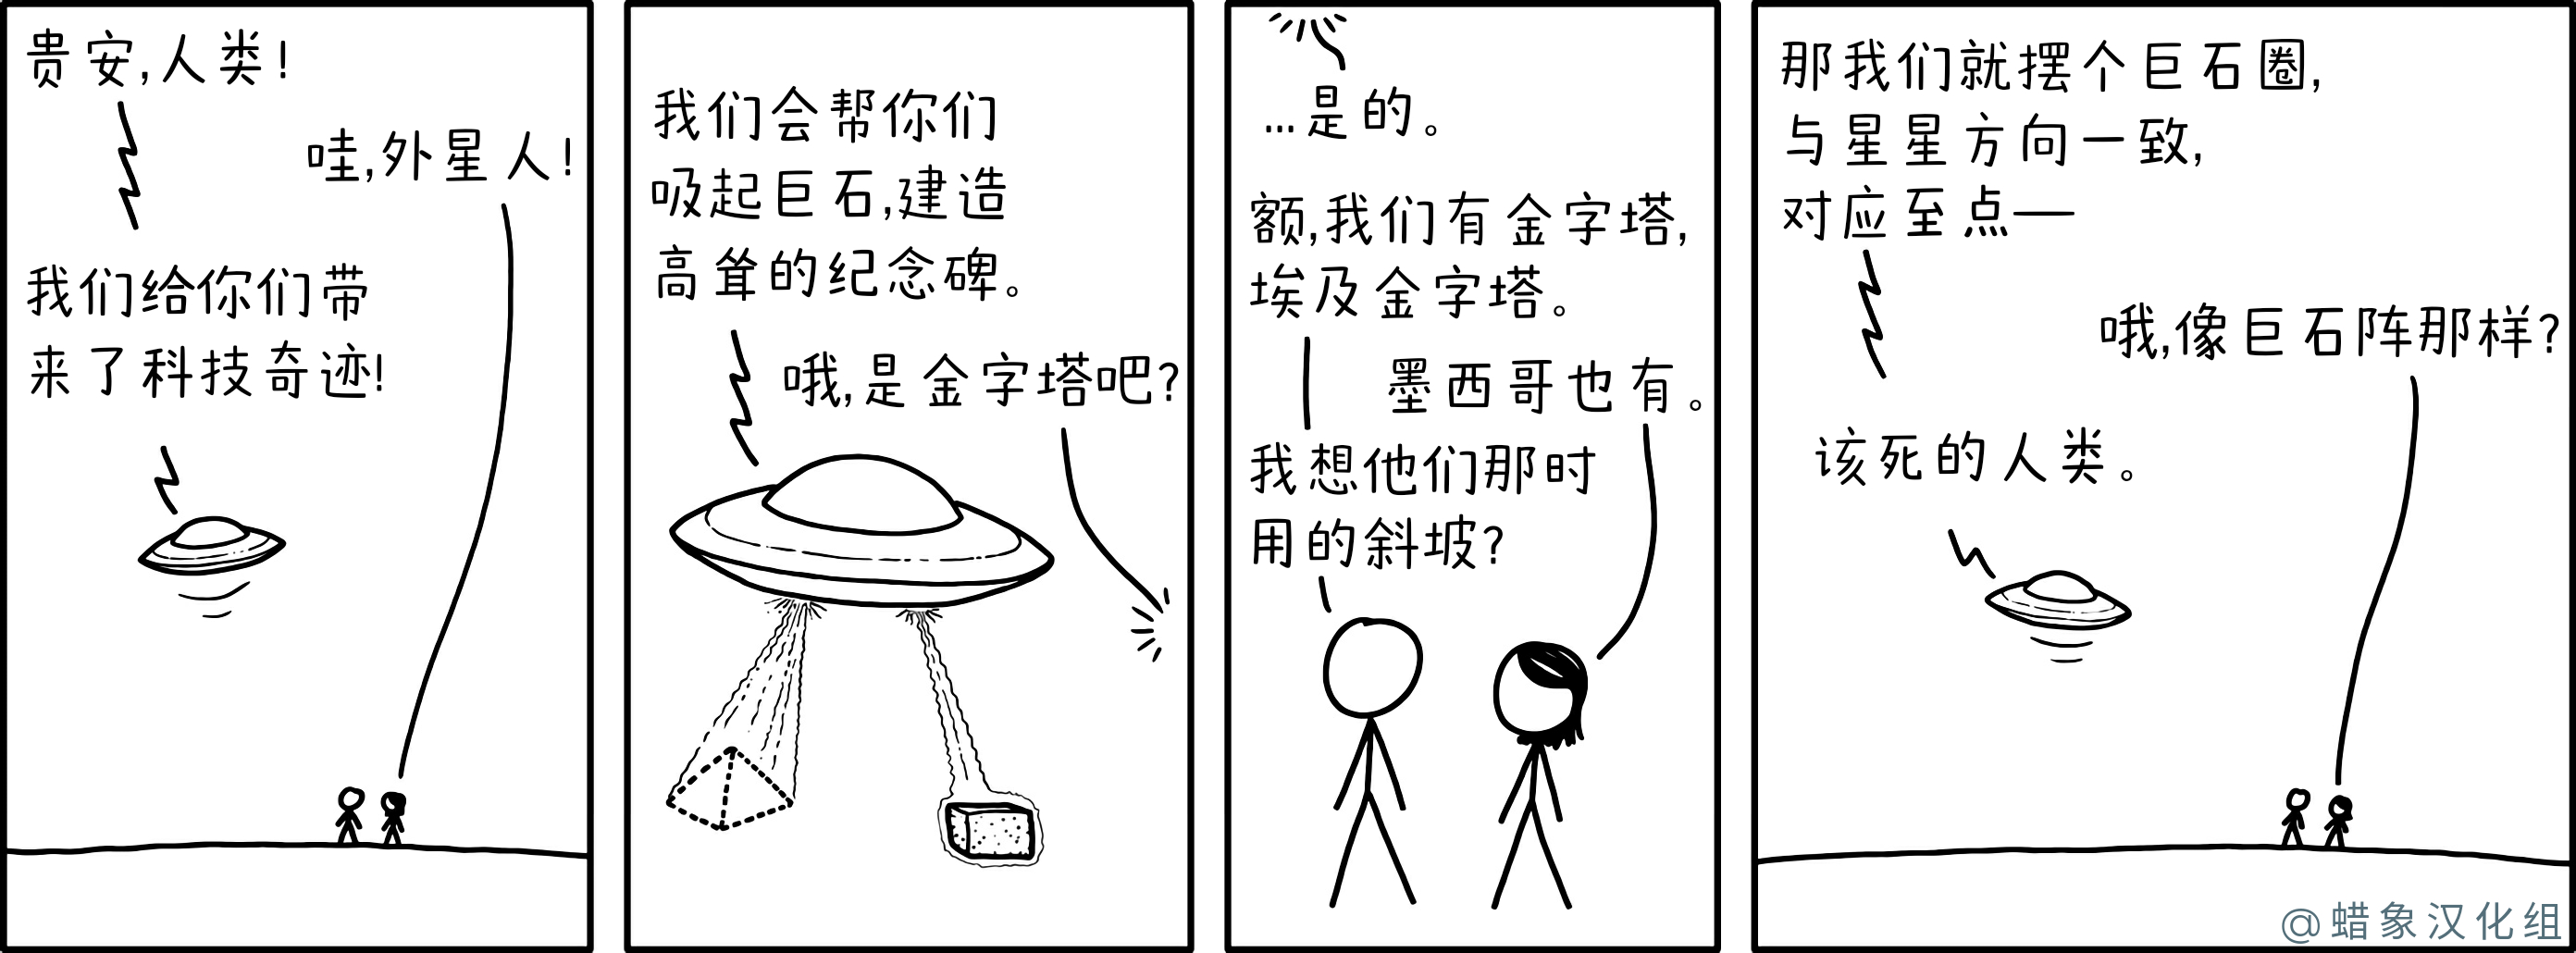 贵安,人类!
哇,外星人!
我们给你们带
来了科技奇迹!
我们会帮你们
吸起巨石,建造
高耸的纪念碑。
哦,是金字塔吧?
...是的。
额,我们有金字塔,
埃及金字塔。
墨西哥也有。
我想他们那时
用的斜坡?
那我们就摆个巨石圈,
与星星方向一致,
对应至点—
哦,像巨石阵那样?
该死的人类。
@蜡象汉化组